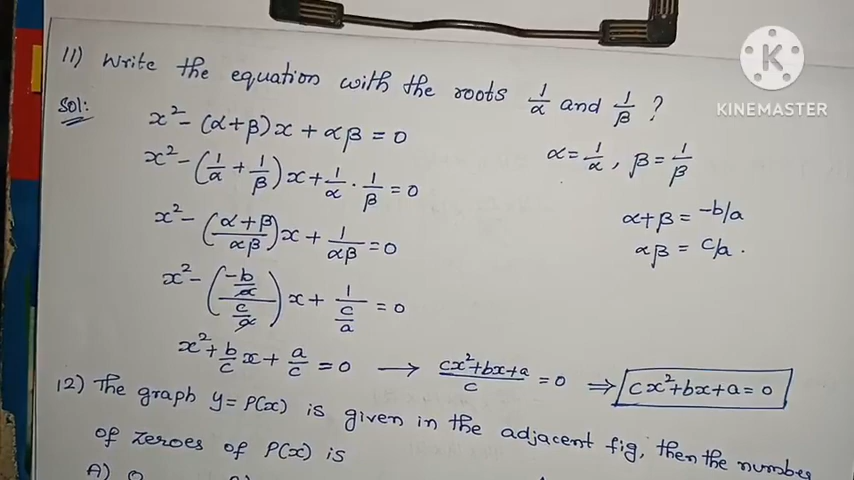 11) Write the equation with the roots 1/α and 1/β ?
Sol:
x² - (α+β)x + αβ = 0
α = 1/α , β = 1/β
x² - (1/α + 1/β)x + 1/α . 1/β = 0
x² - ((α+β)/(αβ))x + 1/(αβ) = 0
α+β = -b/a
αβ = c/a .
x² - ((-b/a)/(c/a))x + 1/(c/a) = 0
x² + b/c x + a/c = 0 → (cx²+bx+a)/c = 0 ⇒ cx²+bx+a = 0
12) The graph y = P(x) is given in the adjacent fig, then the number
of zeroes of P(x) is
A) 0
KINEMASTER